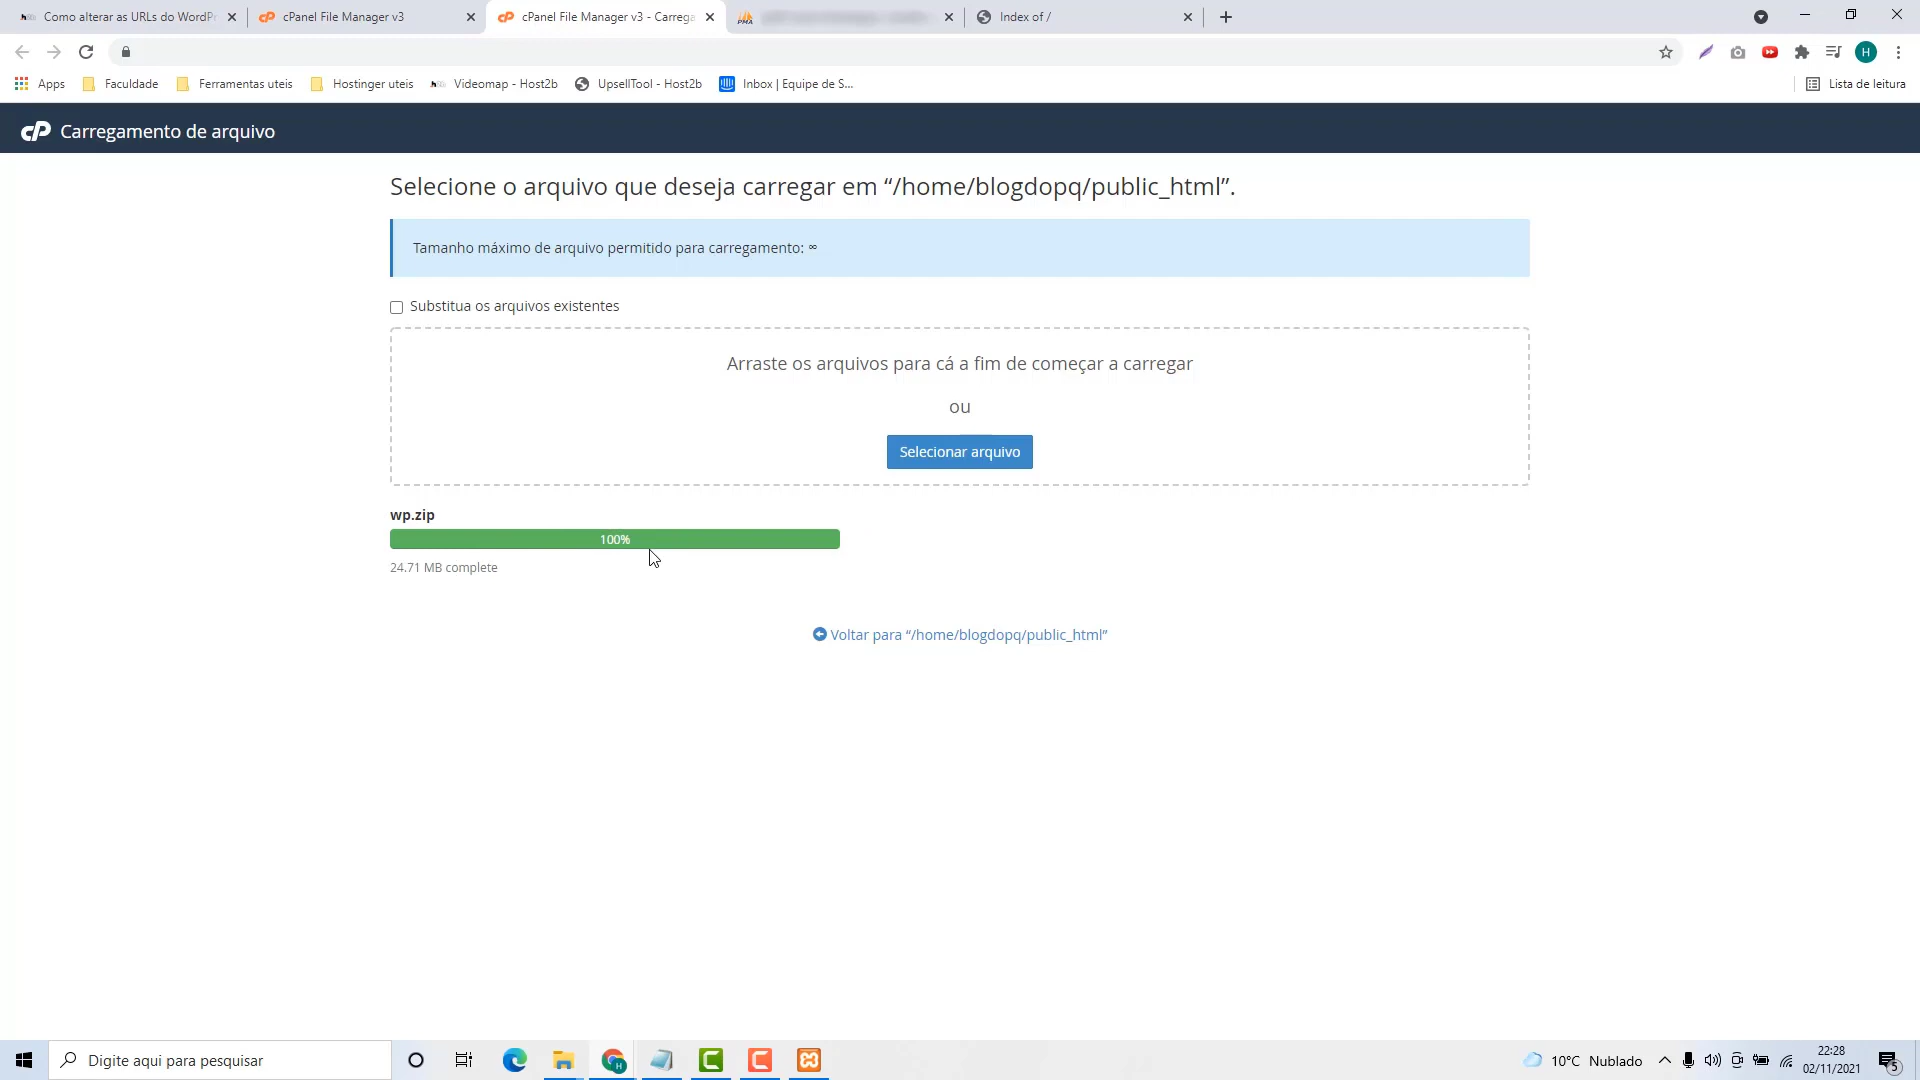 Como alterar as URLs do WordPr
cPanel File Manager v3
cPanel File Manager v3 - Carrega
Index of /
H
Apps
Faculdade
Ferramentas uteis
Hostinger uteis
Videomap - Host2b
UpsellTool - Host2b
Inbox | Equipe de S...
Lista de leitura
cP Carregamento de arquivo
Selecione o arquivo que deseja carregar em “/home/blogdopq/public_html”.
Tamanho máximo de arquivo permitido para carregamento: ∞
Substitua os arquivos existentes
Arraste os arquivos para cá a fim de começar a carregar
ou
Selecionar arquivo
wp.zip
100%
24.71 MB complete
Voltar para “/home/blogdopq/public_html”
Digite aqui para pesquisar
10°C Nublado
22:28
02/11/2021
5